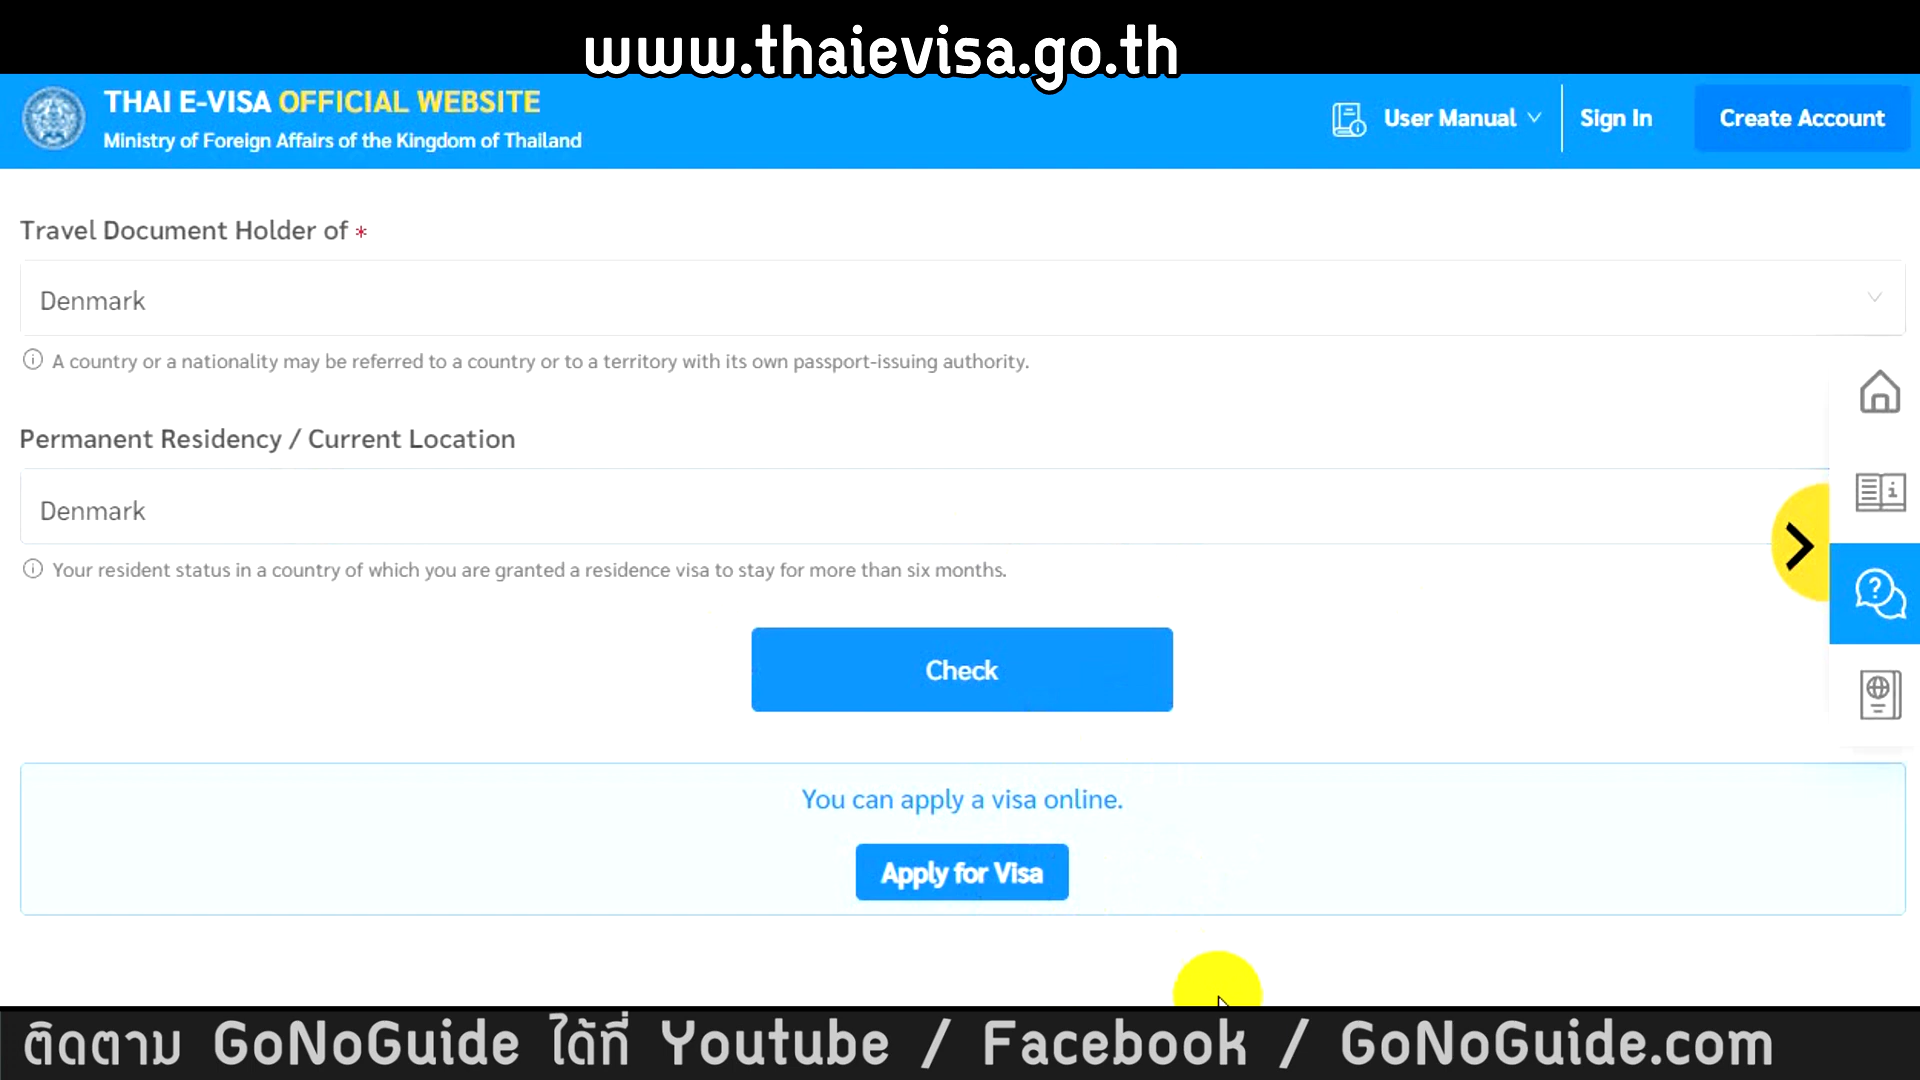 www.thaievisa.go.th
THAI E-VISA OFFICIAL WEBSITE
Ministry of Foreign Affairs of the Kingdom of Thailand
User Manual
Sign In
Create Account
Travel Document Holder of *
Denmark
A country or a nationality may be referred to a country or to a territory with its own passport-issuing authority.
Permanent Residency / Current Location
Denmark
Your resident status in a country of which you are granted a residence visa to stay for more than six months.
Check
You can apply a visa online.
Apply for Visa
ติดตาม GoNoGuide ได้ที่ Youtube / Facebook / GoNoGuide.com